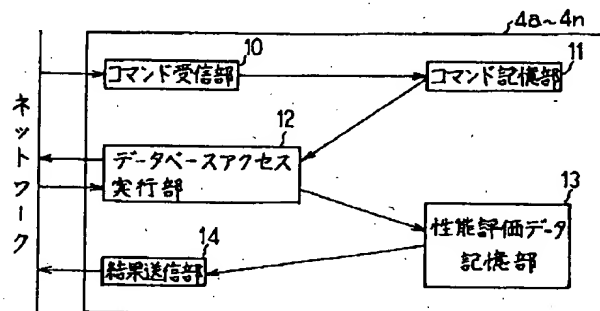 4a~4n
10
コマンド受信部
11
コマンド記憶部
ネットワーク
12
データベースアクセス
実行部
13
性能評価データ
記憶部
14
結果送信部